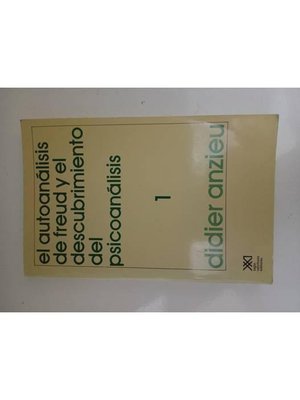 el autoanálisis
de freud y el
descubrimiento
del
psicoanálisis
1
didier anzieu